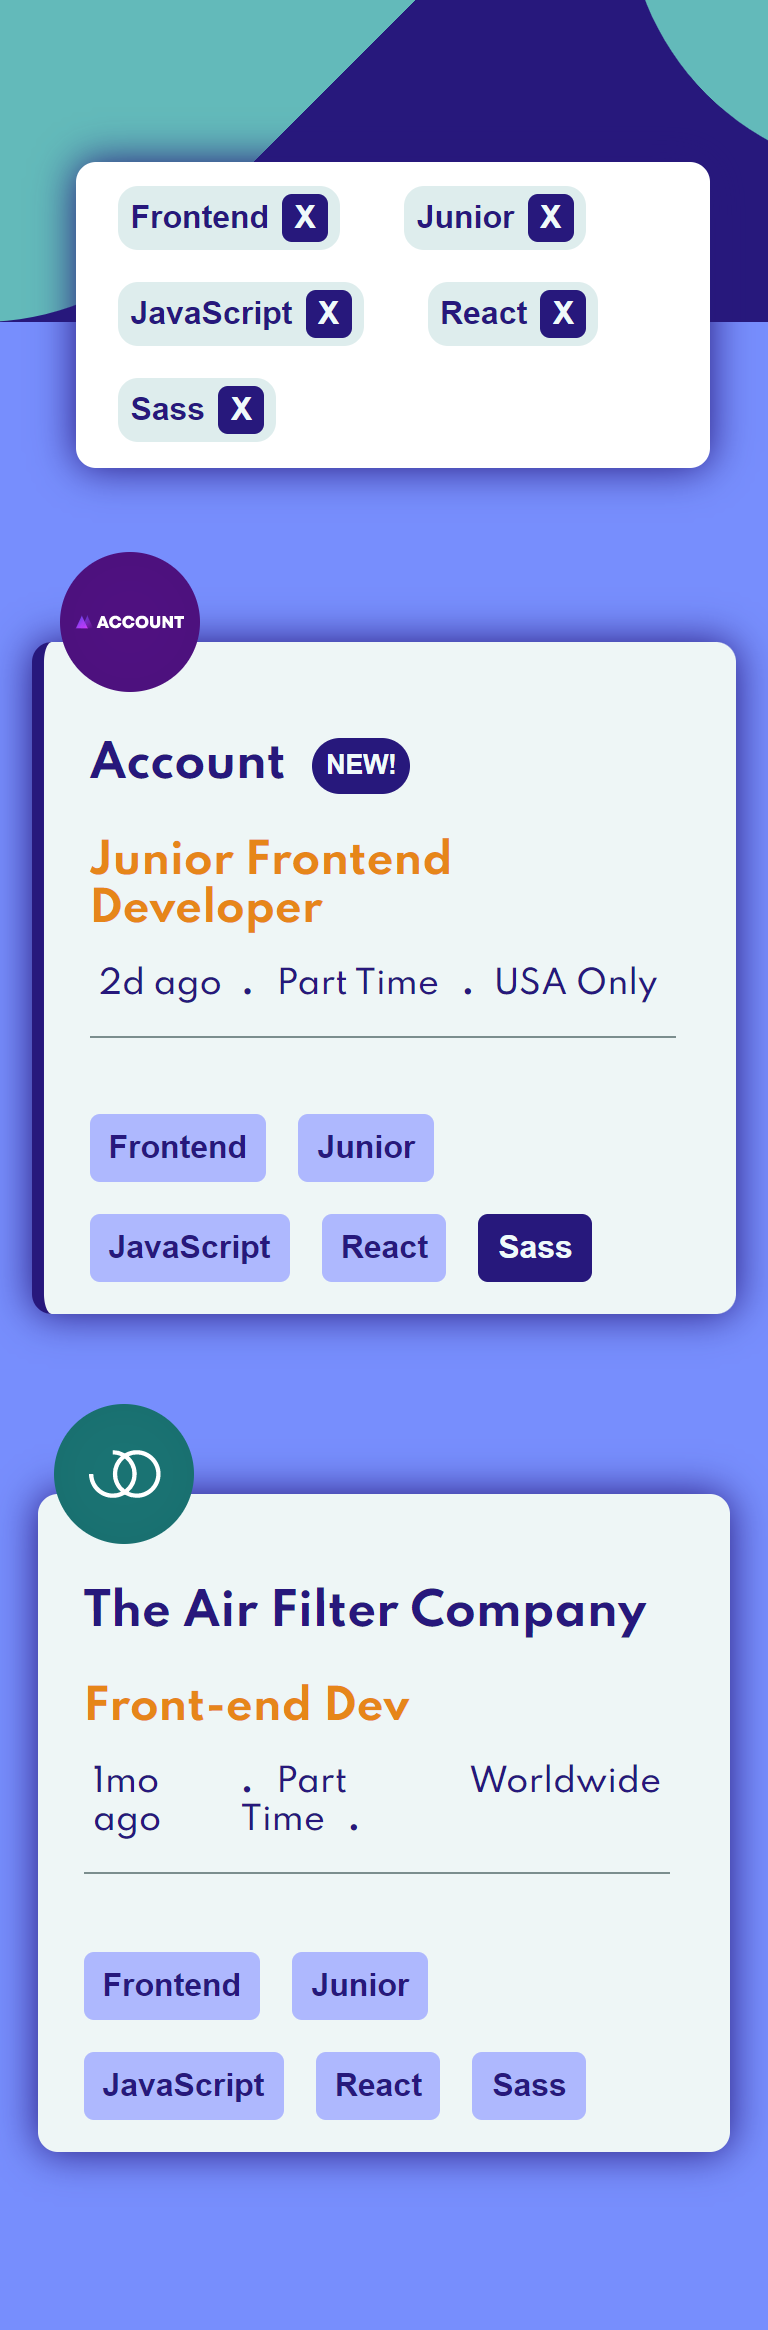 Frontend X Junior X
JavaScript X React X
Sass X
ACCOUNT
Account NEW!
Junior Frontend
Developer
2d ago . Part Time . USA Only
Frontend Junior
JavaScript React Sass
The Air Filter Company
Front-end Dev
1mo . Part Worldwide
ago Time .
Frontend Junior
JavaScript React Sass